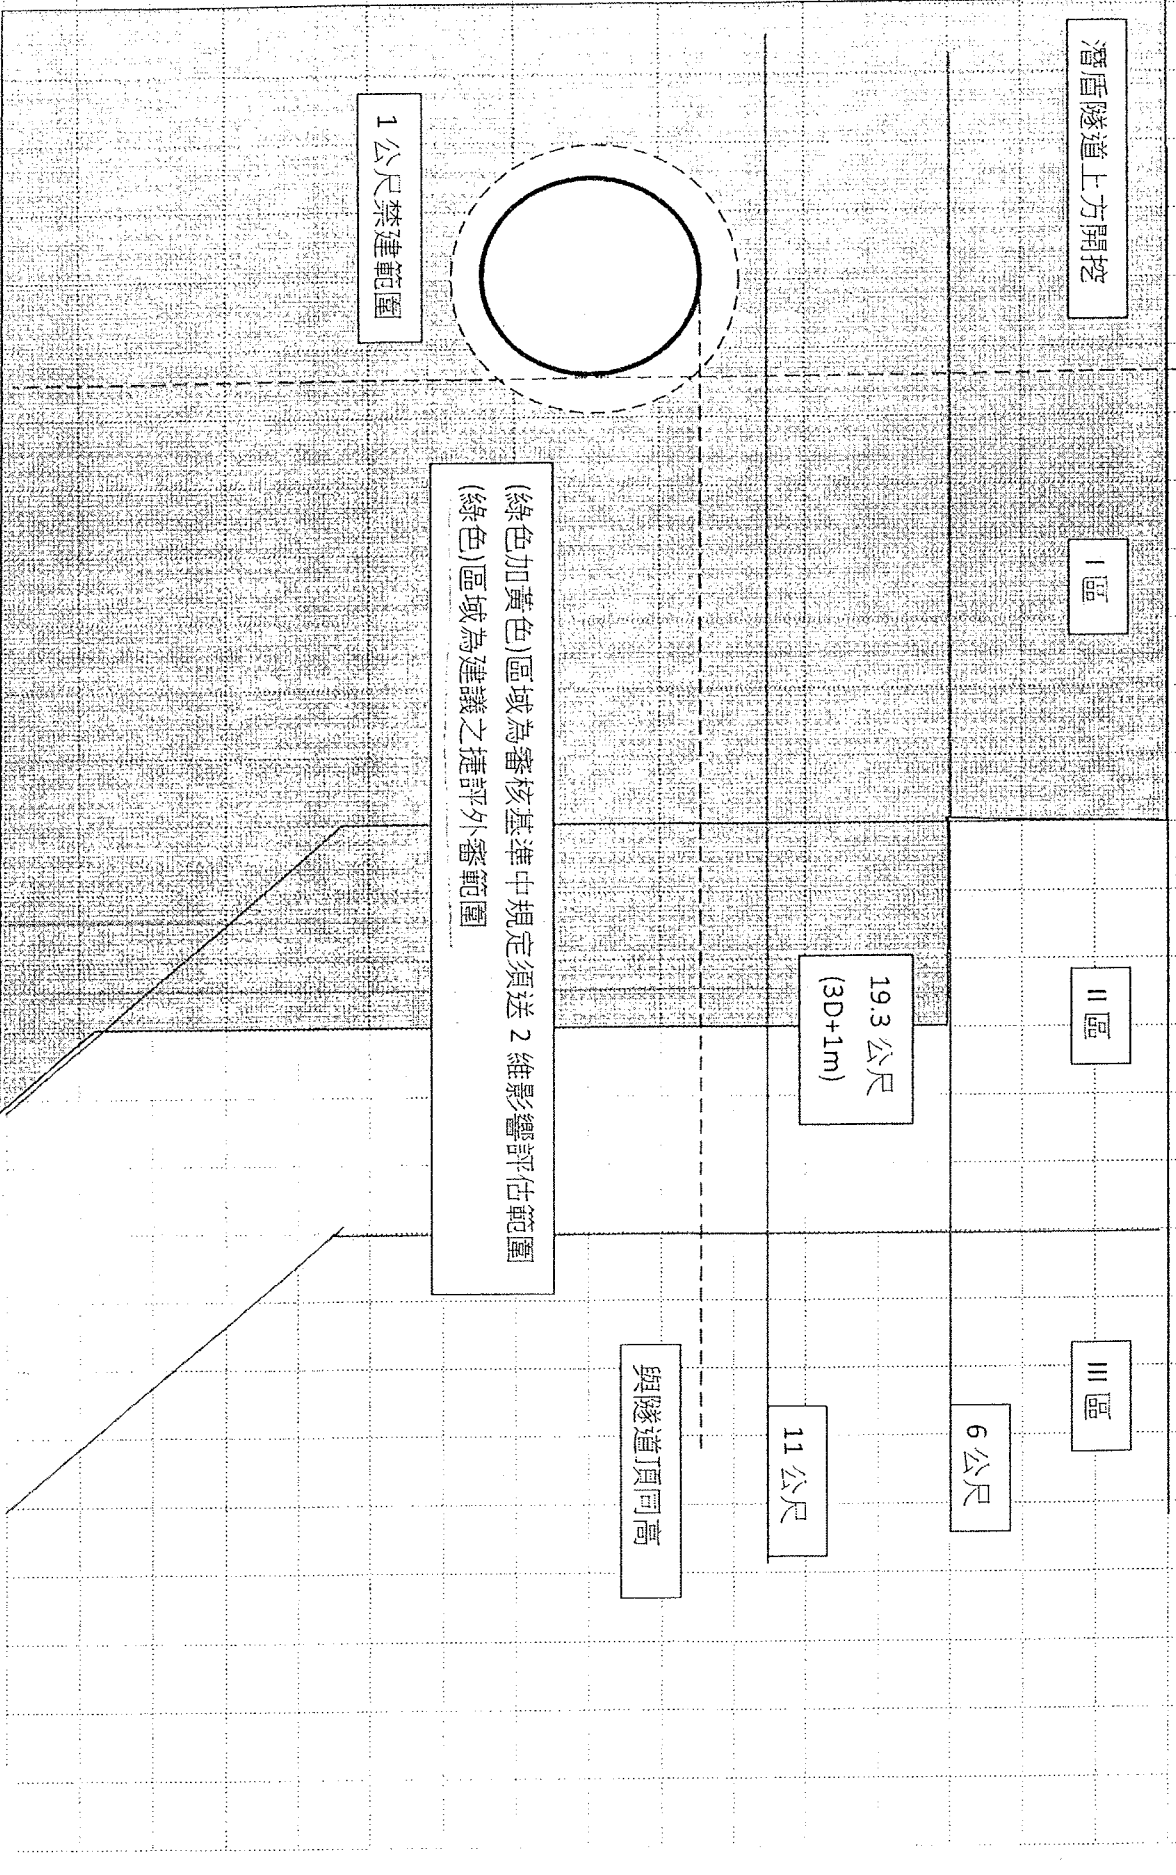 潛盾隧道上方開挖
I 區
II 區
III 區
6 公尺
19.3 公尺
(3D+1m)
11 公尺
與隧道頂同高
(綠色加黃色)區域為審核基準中規定須送 2 維影響評估範圍
(綠色)區域為建議之捷評外審範圍
1 公尺禁建範圍